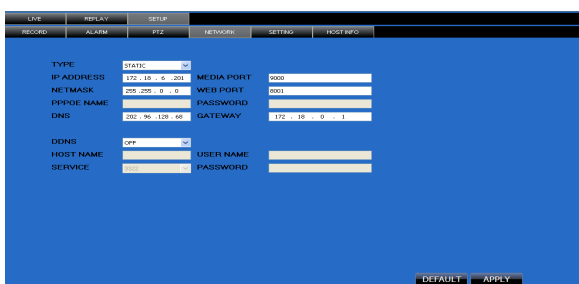 LIVE REPLAY SETUP
RECORD ALARM PTZ NETWORK SETTING HOST INFO
TYPE STATIC
IP ADDRESS 172 . 18 . 6 .201 MEDIA PORT 9000
NETMASK 255 .255 . 0 . 0 WEB PORT 8001
PPPOE NAME PASSWORD
DNS 202 . 96 .128 . 68 GATEWAY 172 . 18 . 0 . 1
DDNS OFF
HOST NAME USER NAME
SERVICE 3322 PASSWORD
DEFAULT APPLY